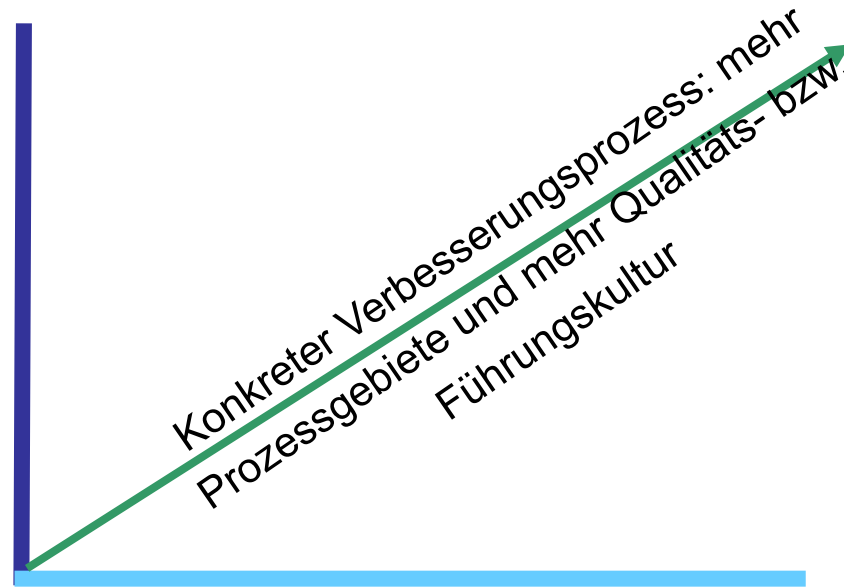 Konkreter Verbesserungsprozess: mehr
Prozessgebiete und mehr Qualitäts- bzw.
Führungskultur